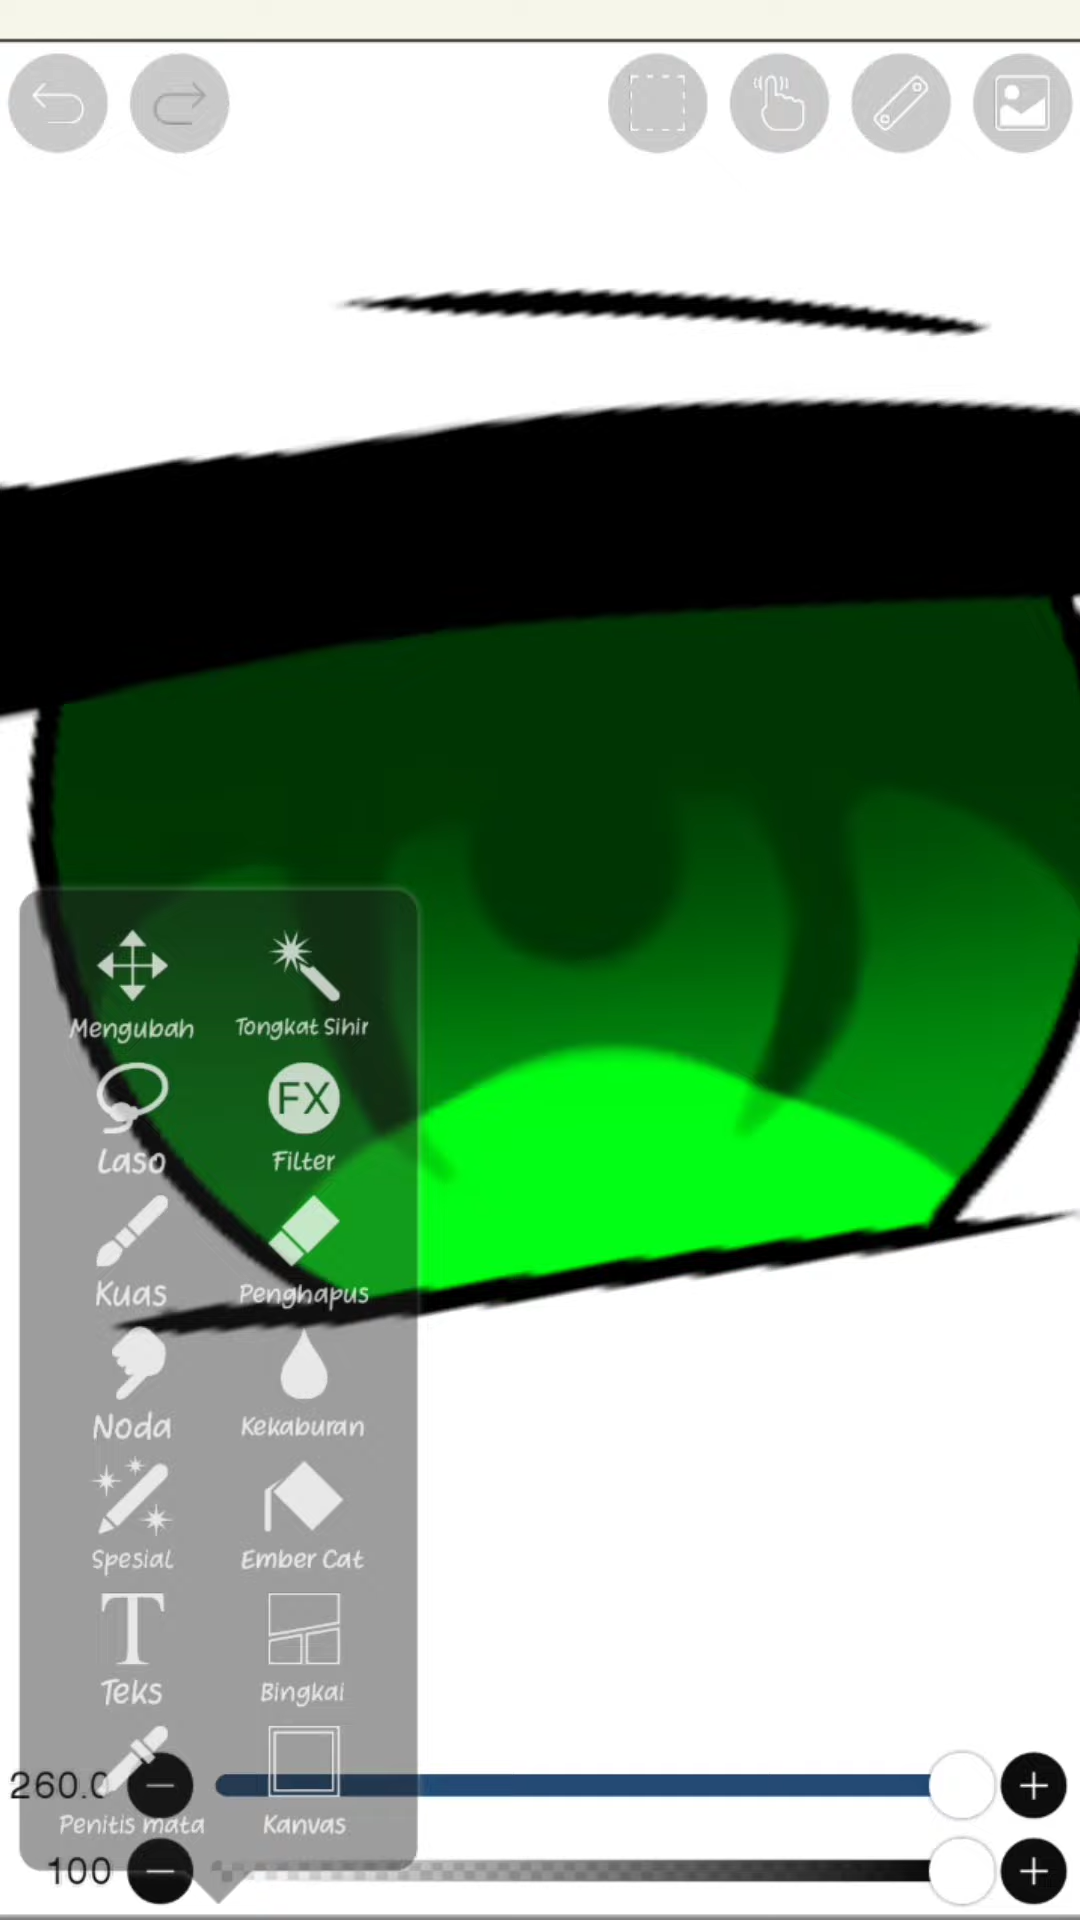 Mengubah
Tongkat Sihir
Laso
FX
Filter
Kuas
Penghapus
Noda
Kekaburan
Spesial
Ember Cat
T
Teks
Bingkai
260.0
Penitis mata
Kanvas
100